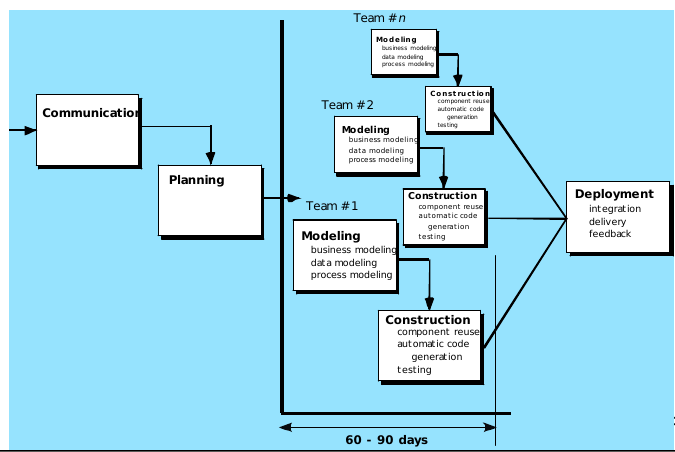 Team #n
Modeling
business modeling
data modeling
process modeling
Construction
component reuse
automatic code
generation
testing
Communication
Team #2
Modeling
business modeling
data modeling
process modeling
Planning
Construction
component reuse
automatic code
generation
testing
Deployment
integration
delivery
feedback
Team #1
Modeling
business modeling
data modeling
process modeling
Construction
component reuse
automatic code
generation
testing
60 - 90 days